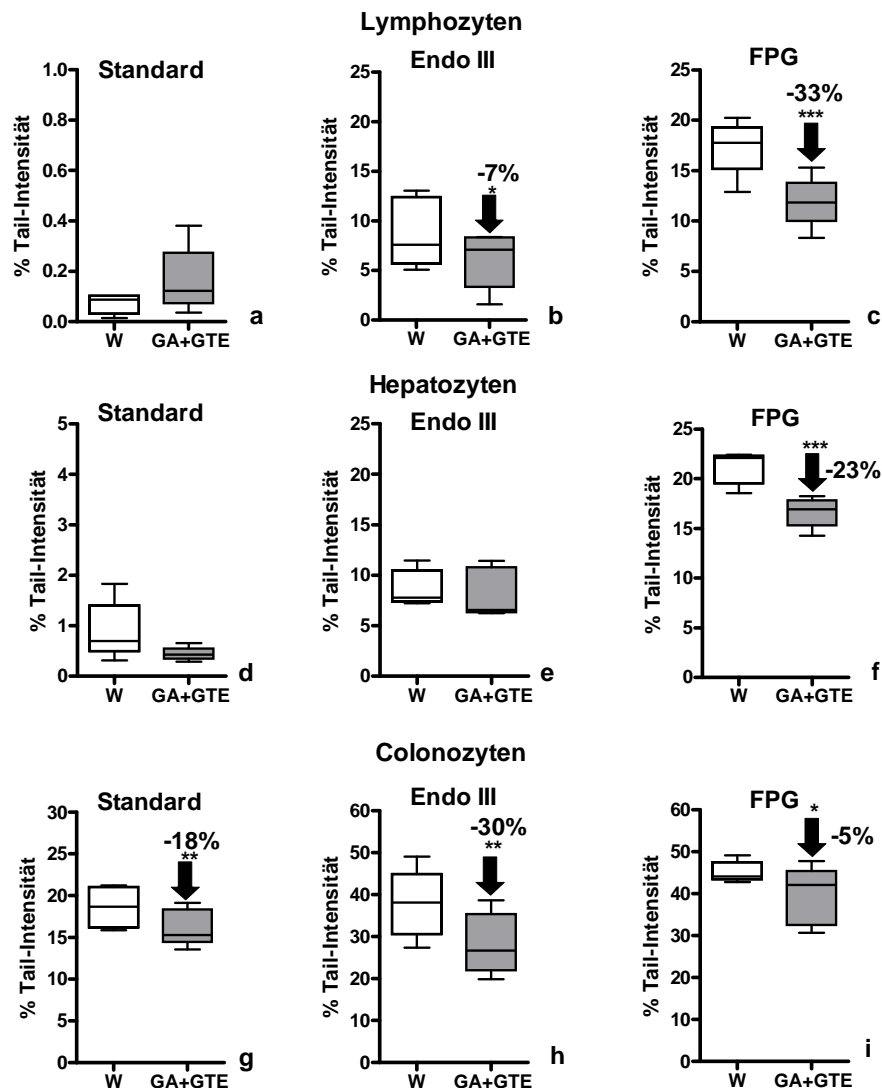 Lymphozyten
Standard
% Tail-Intensität
1.0
0.8
0.6
0.4
0.2
0.0
W GA+GTE
a
Endo III
% Tail-Intensität
25
20
15
10
5
0
-7%
*
W GA+GTE
b
FPG
% Tail-Intensität
25
20
15
10
5
0
-33%
***
W GA+GTE
c
Hepatozyten
Standard
% Tail-Intensität
5
4
3
2
1
0
W GA+GTE
d
Endo III
% Tail-Intensität
25
20
15
10
5
0
W GA+GTE
e
FPG
% Tail-Intensität
25
20
15
10
5
0
***
-23%
W GA+GTE
f
Colonozyten
Standard
% Tail-Intensität
30
25
20
15
10
5
0
-18%
**
W GA+GTE
g
Endo III
% Tail-Intensität
60
50
40
30
20
10
0
-30%
**
W GA+GTE
h
FPG
% Tail-Intensität
60
50
40
30
20
10
0
*
-5%
W GA+GTE
i